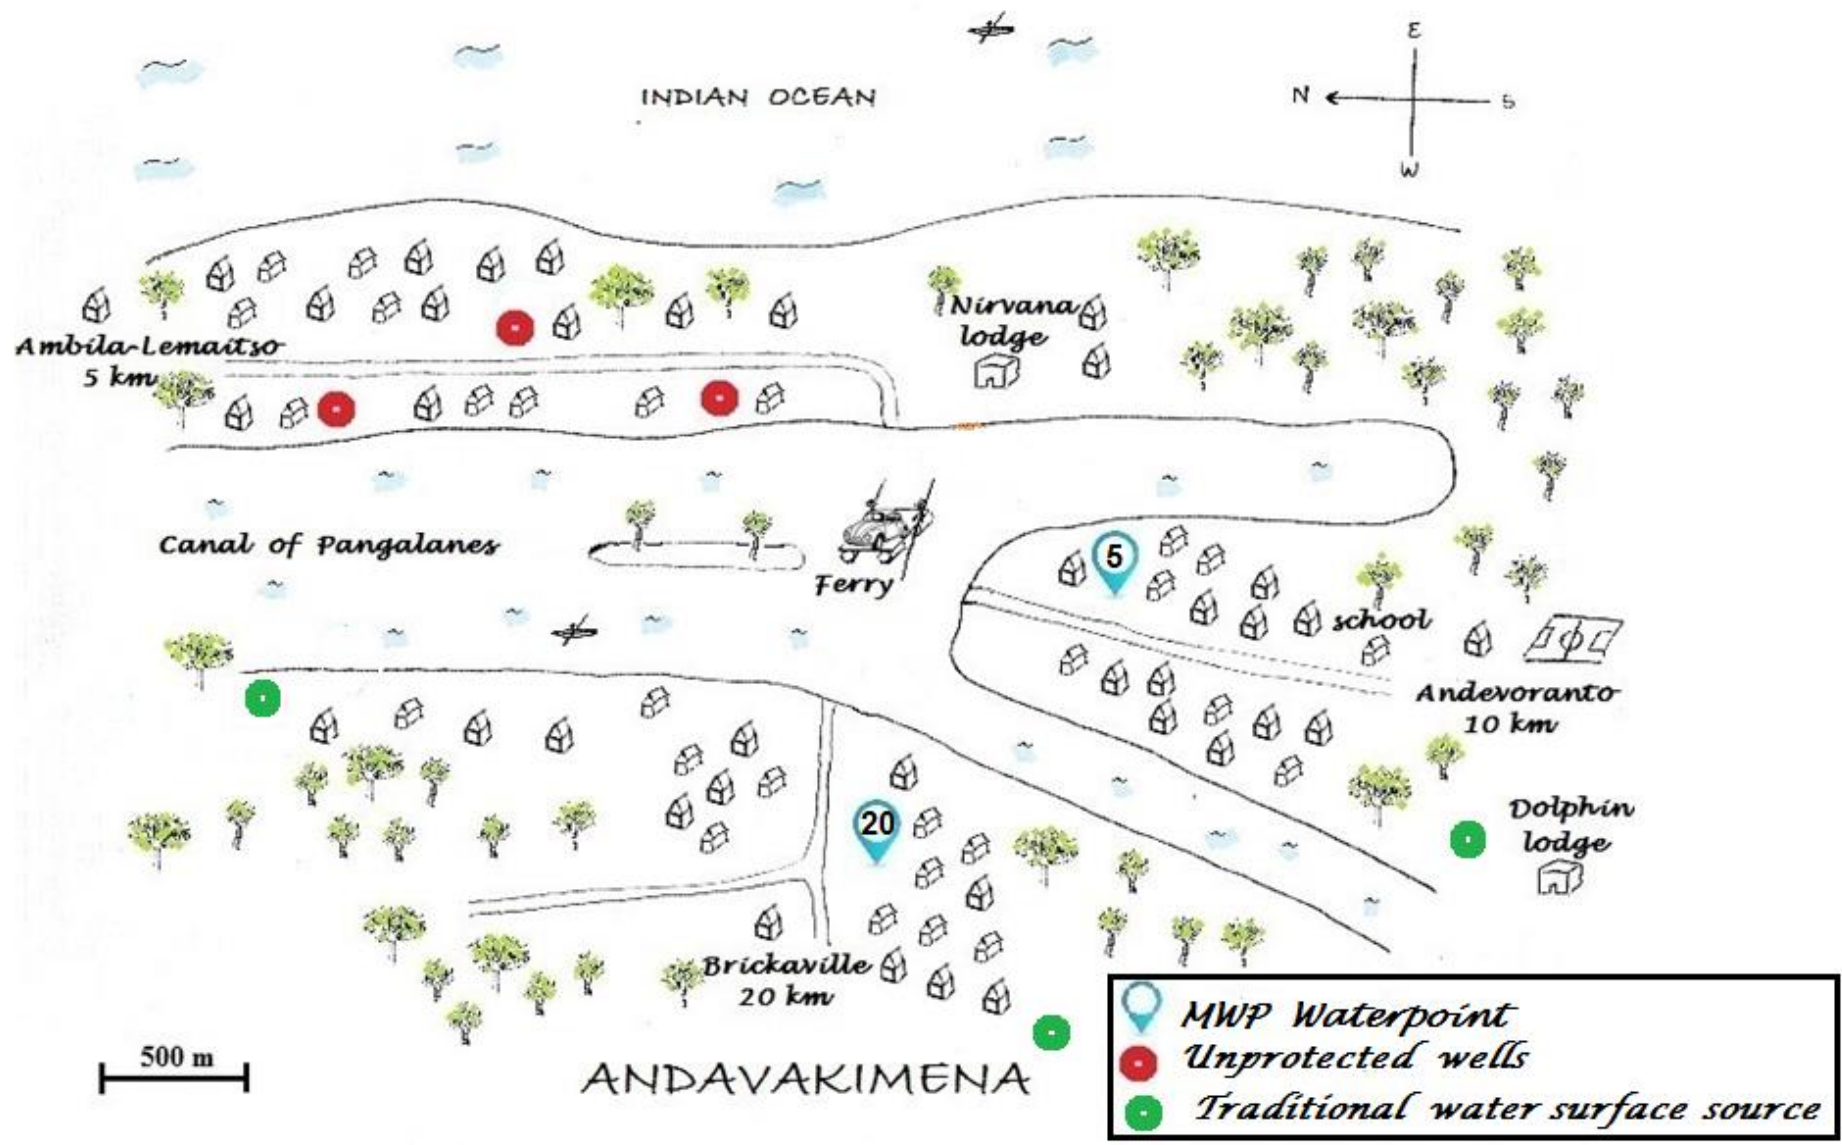 INDIAN OCEAN
E
N
S
W
Nirvana
lodge
Ambila-Lemaitso
5 km
Canal of Pangalanes
Ferry
5
school
Andevoranto
10 km
20
Dolphin
lodge
Brickaville
20 km
500 m
ANDAVAKIMENA
MWP Waterpoint
Unprotected wells
Traditional water surface source